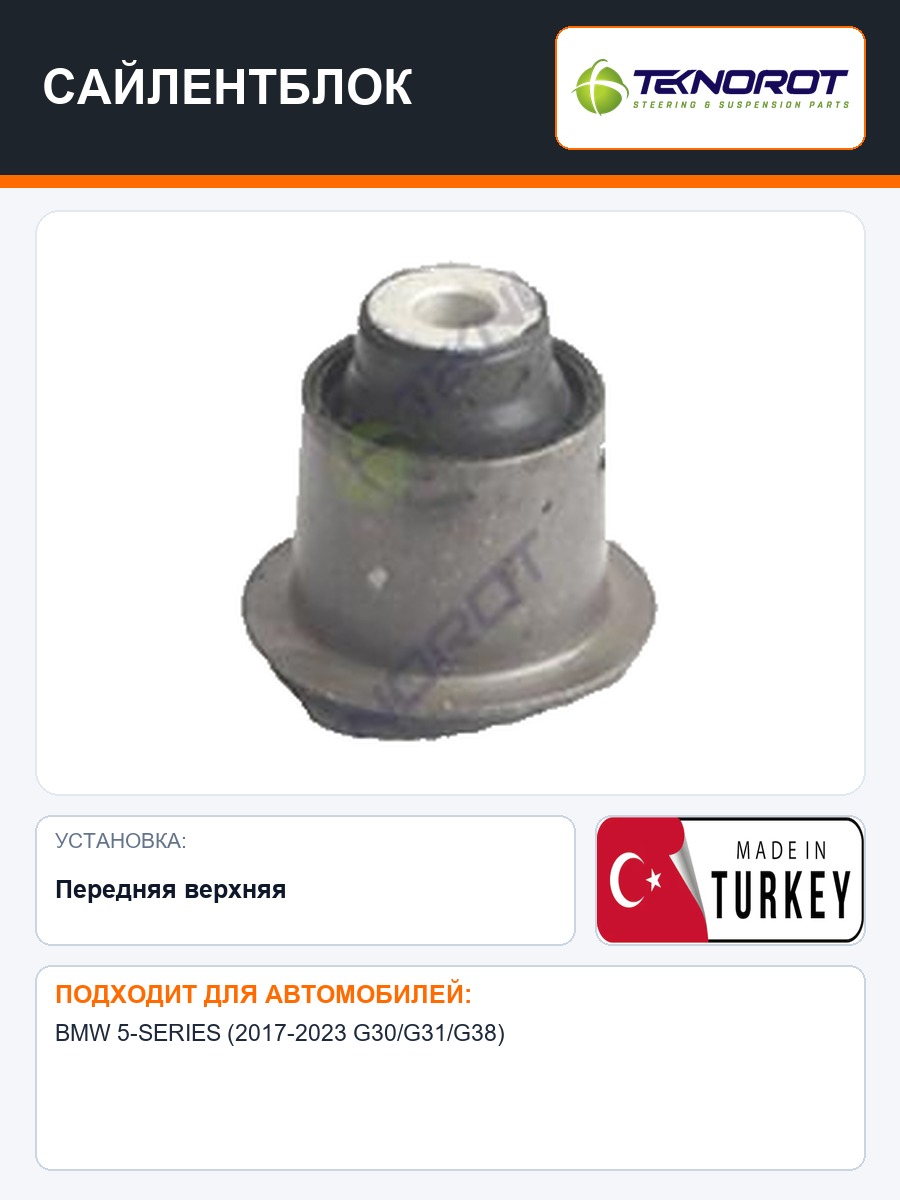 САЙЛЕНТБЛОК
TEKNOROT
STEERING & SUSPENSION PARTS
УСТАНОВКА:
Передняя верхняя
MADE IN
TURKEY
ПОДХОДИТ ДЛЯ АВТОМОБИЛЕЙ:
BMW 5-SERIES (2017-2023 G30/G31/G38)